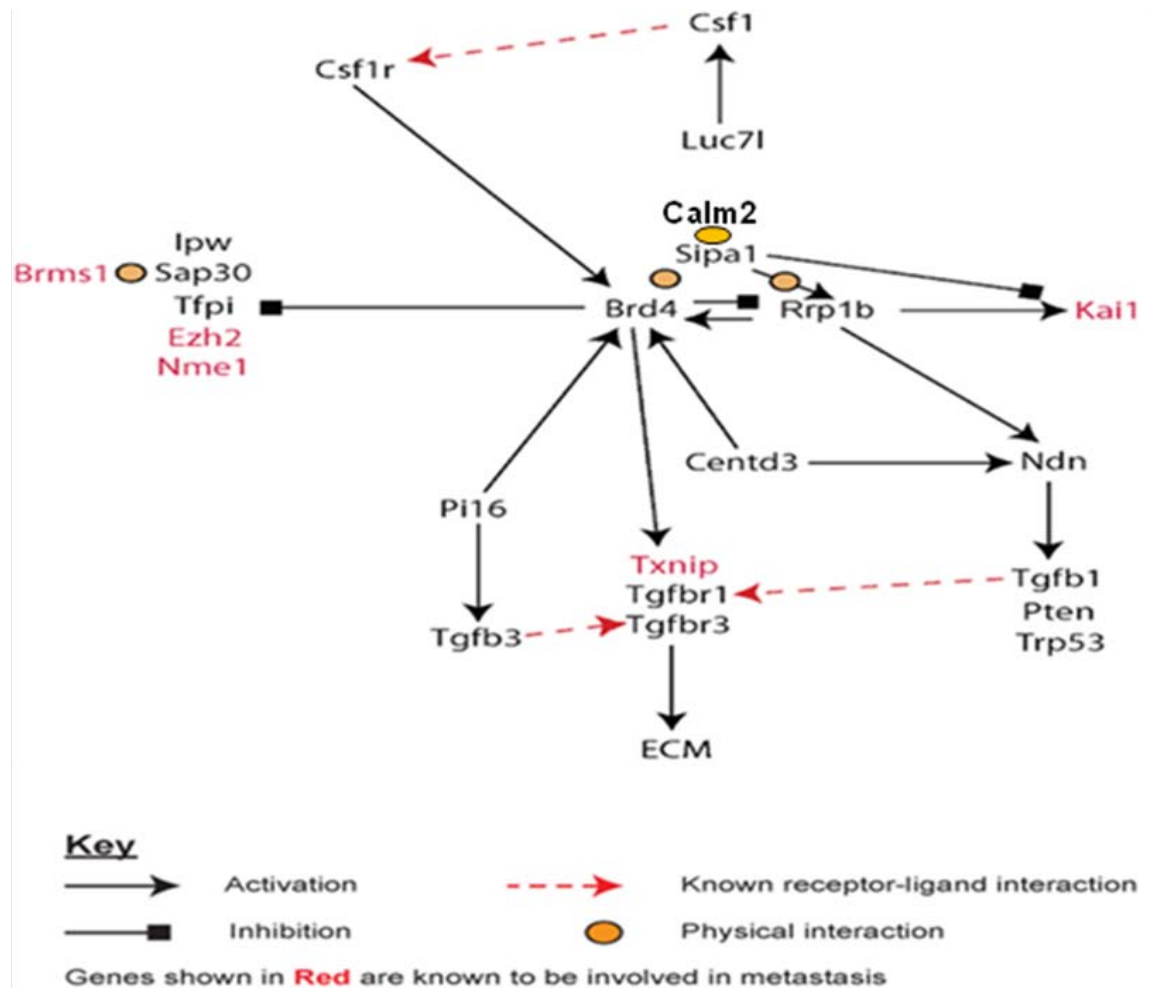 Csf1
Csf1r
Luc7l
Calm2
Sipa1
Ipw
Brms1 Sap30
Tfpi
Ezh2
Nme1
Brd4 Rrp1b Kai1
Centd3 Ndn
Pi16
Txnip
Tgfbr1
Tgfbr3
Tgfb3
Tgfb1
Pten
Trp53
ECM
Key
Activation Known receptor-ligand interaction
Inhibition Physical interaction
Genes shown in Red are known to be involved in metastasis